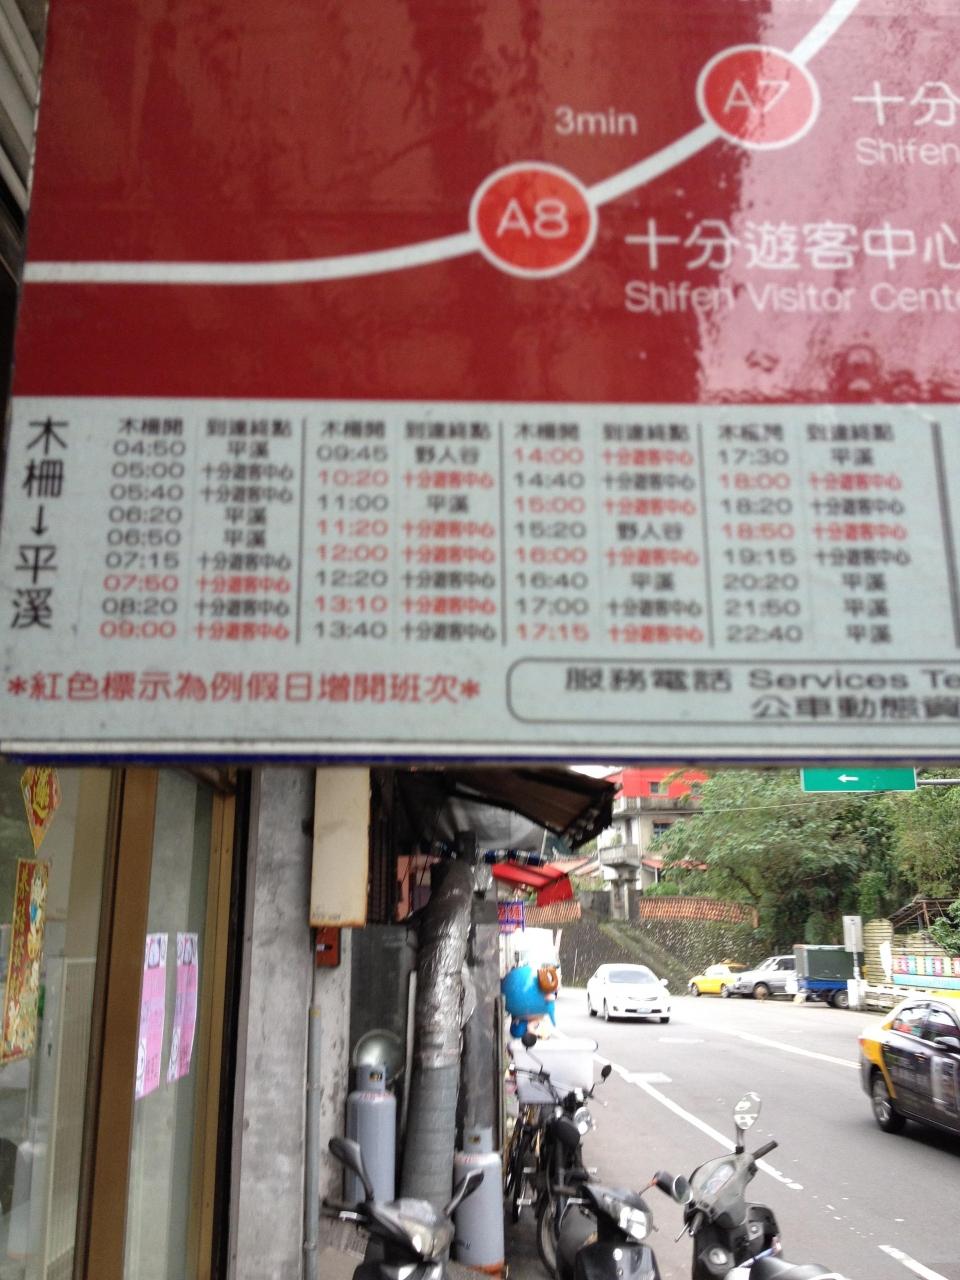 A7
十分
Shifen
3min
A8
十分遊客中心
Shifen Visitor Cente
木柵↓平溪
木柵開 到達終點 木柵開 到達終點 木柵開 到達終點 木柵開 到達終點
04:50 平溪 09:45 野人谷 14:00 十分遊客中心 17:30 平溪
05:00 十分遊客中心 10:20 十分遊客中心 14:40 十分遊客中心 18:00 十分遊客中心
05:40 十分遊客中心 11:00 平溪 15:00 十分遊客中心 18:20 十分遊客中心
06:20 平溪 11:20 十分遊客中心 15:20 野人谷 18:50 十分遊客中心
06:50 平溪 12:00 十分遊客中心 16:00 十分遊客中心 19:15 十分遊客中心
07:15 十分遊客中心 12:20 十分遊客中心 16:40 平溪 20:20 平溪
07:50 十分遊客中心 13:10 十分遊客中心 17:00 十分遊客中心 21:50 平溪
08:20 十分遊客中心 13:40 十分遊客中心 17:15 十分遊客中心 22:40 平溪
09:00 十分遊客中心
*紅色標示為例假日增開班次*
服務電話 Services Te
公車動態資